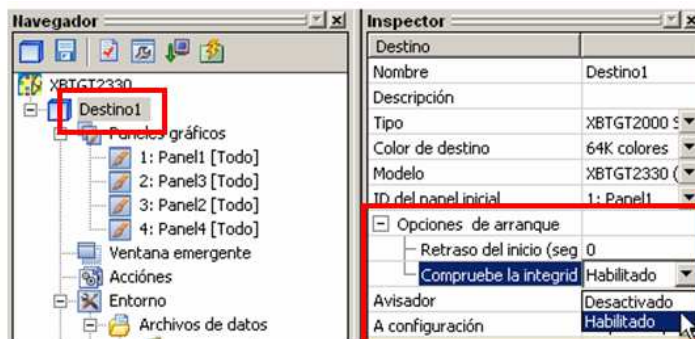 Navegador
XBTGT2330
Destino1
Paneles gráficos
1: Panel1 [Todo]
2: Panel3 [Todo]
3: Panel2 [Todo]
4: Panel4 [Todo]
Ventana emergente
Acciónes
Entorno
Archivos de datos
Inspector
Destino
Nombre Destino1
Descripción
Tipo XBTGT2000 S
Color de destino 64K colores
Modelo XBTGT2330 (
ID del panel inicial 1: Panel1
Opciones de arranque
Retraso del inicio (seg 0
Compruebe la integrid Habilitado
Avisador Desactivado
A configuración Habilitado